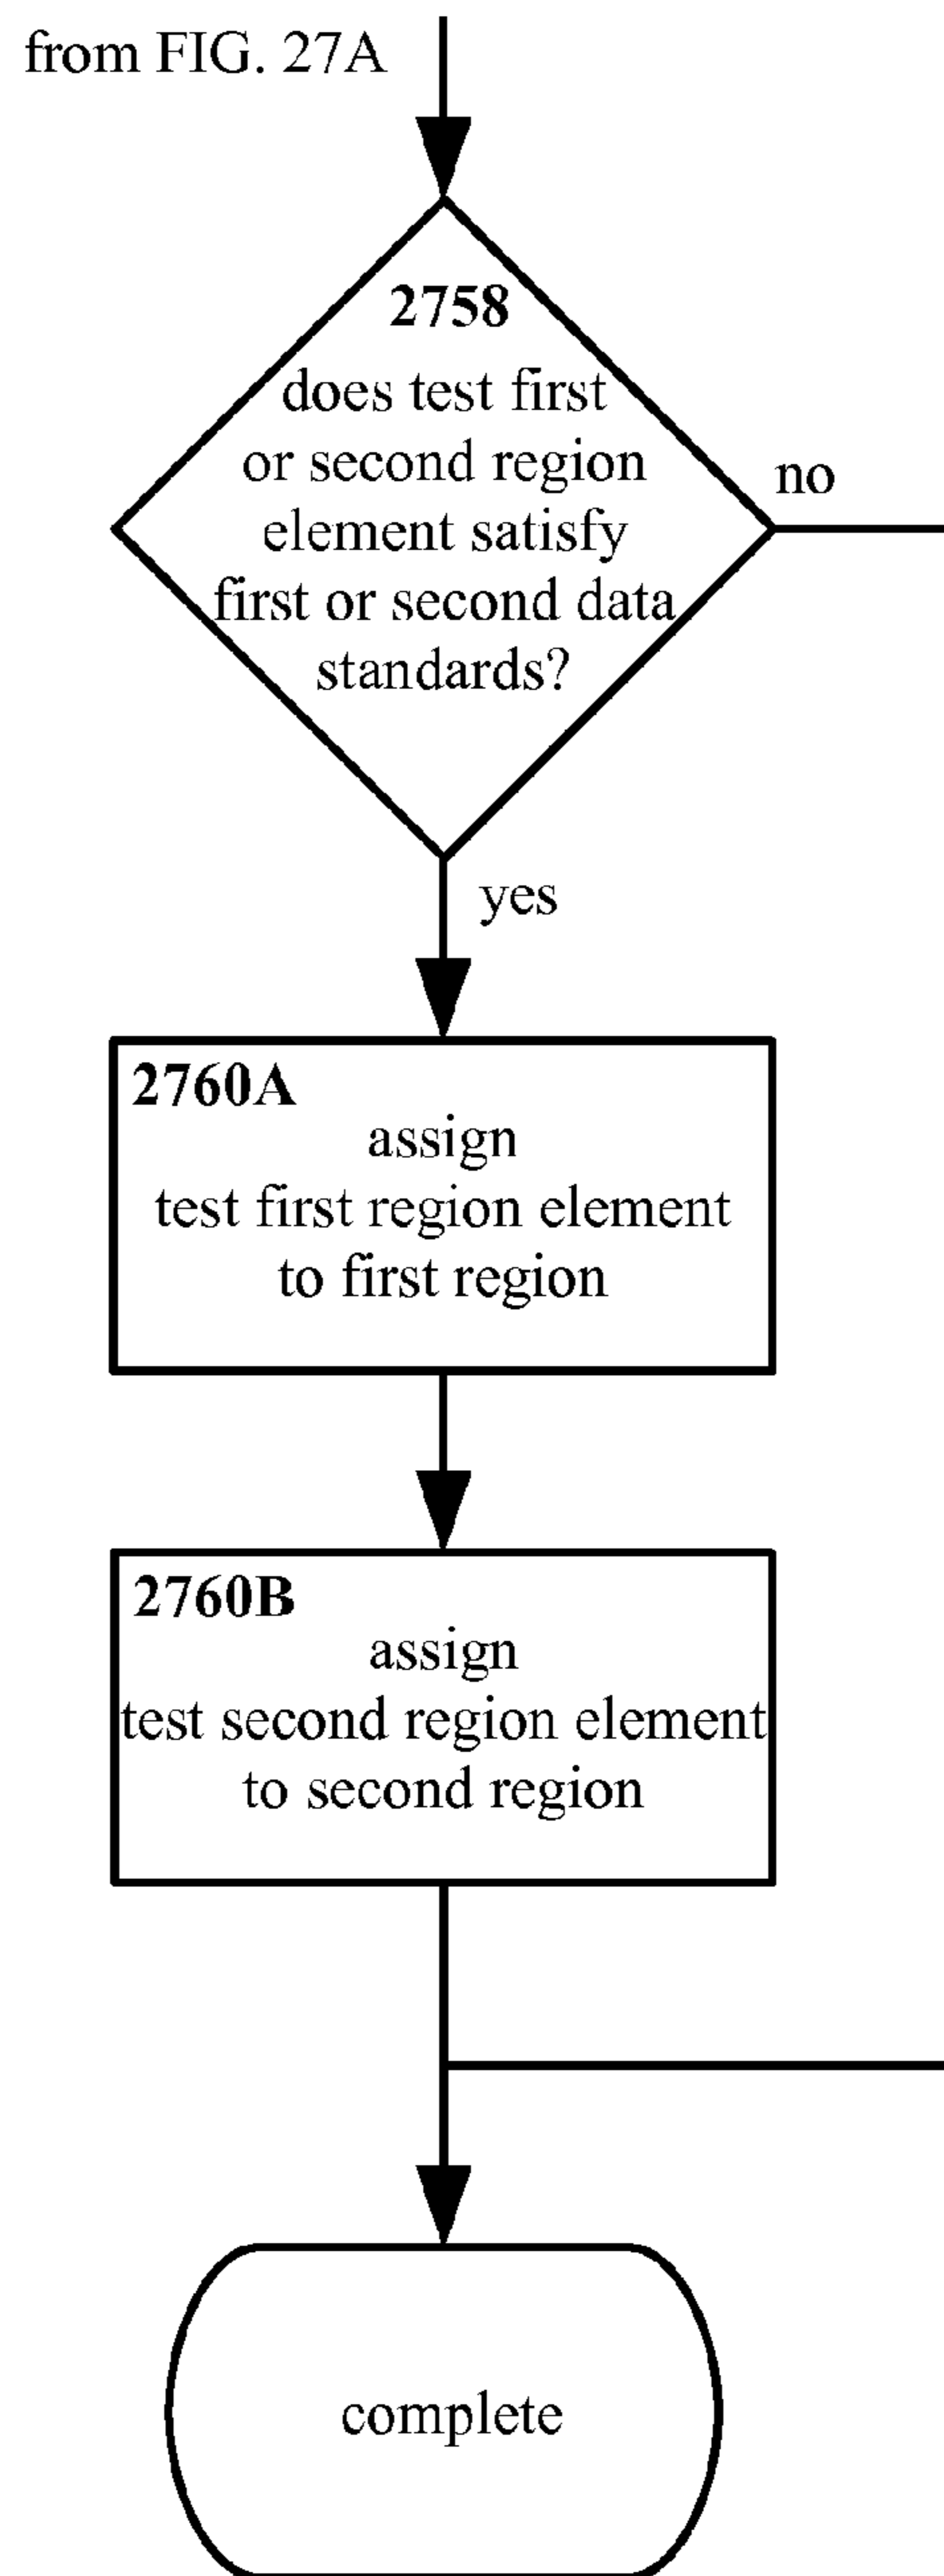 from FIG. 27A
2758
does test first
or second region
element satisfy
first or second data
standards?
no
yes
2760A
assign
test first region element
to first region
2760B
assign
test second region element
to second region
complete